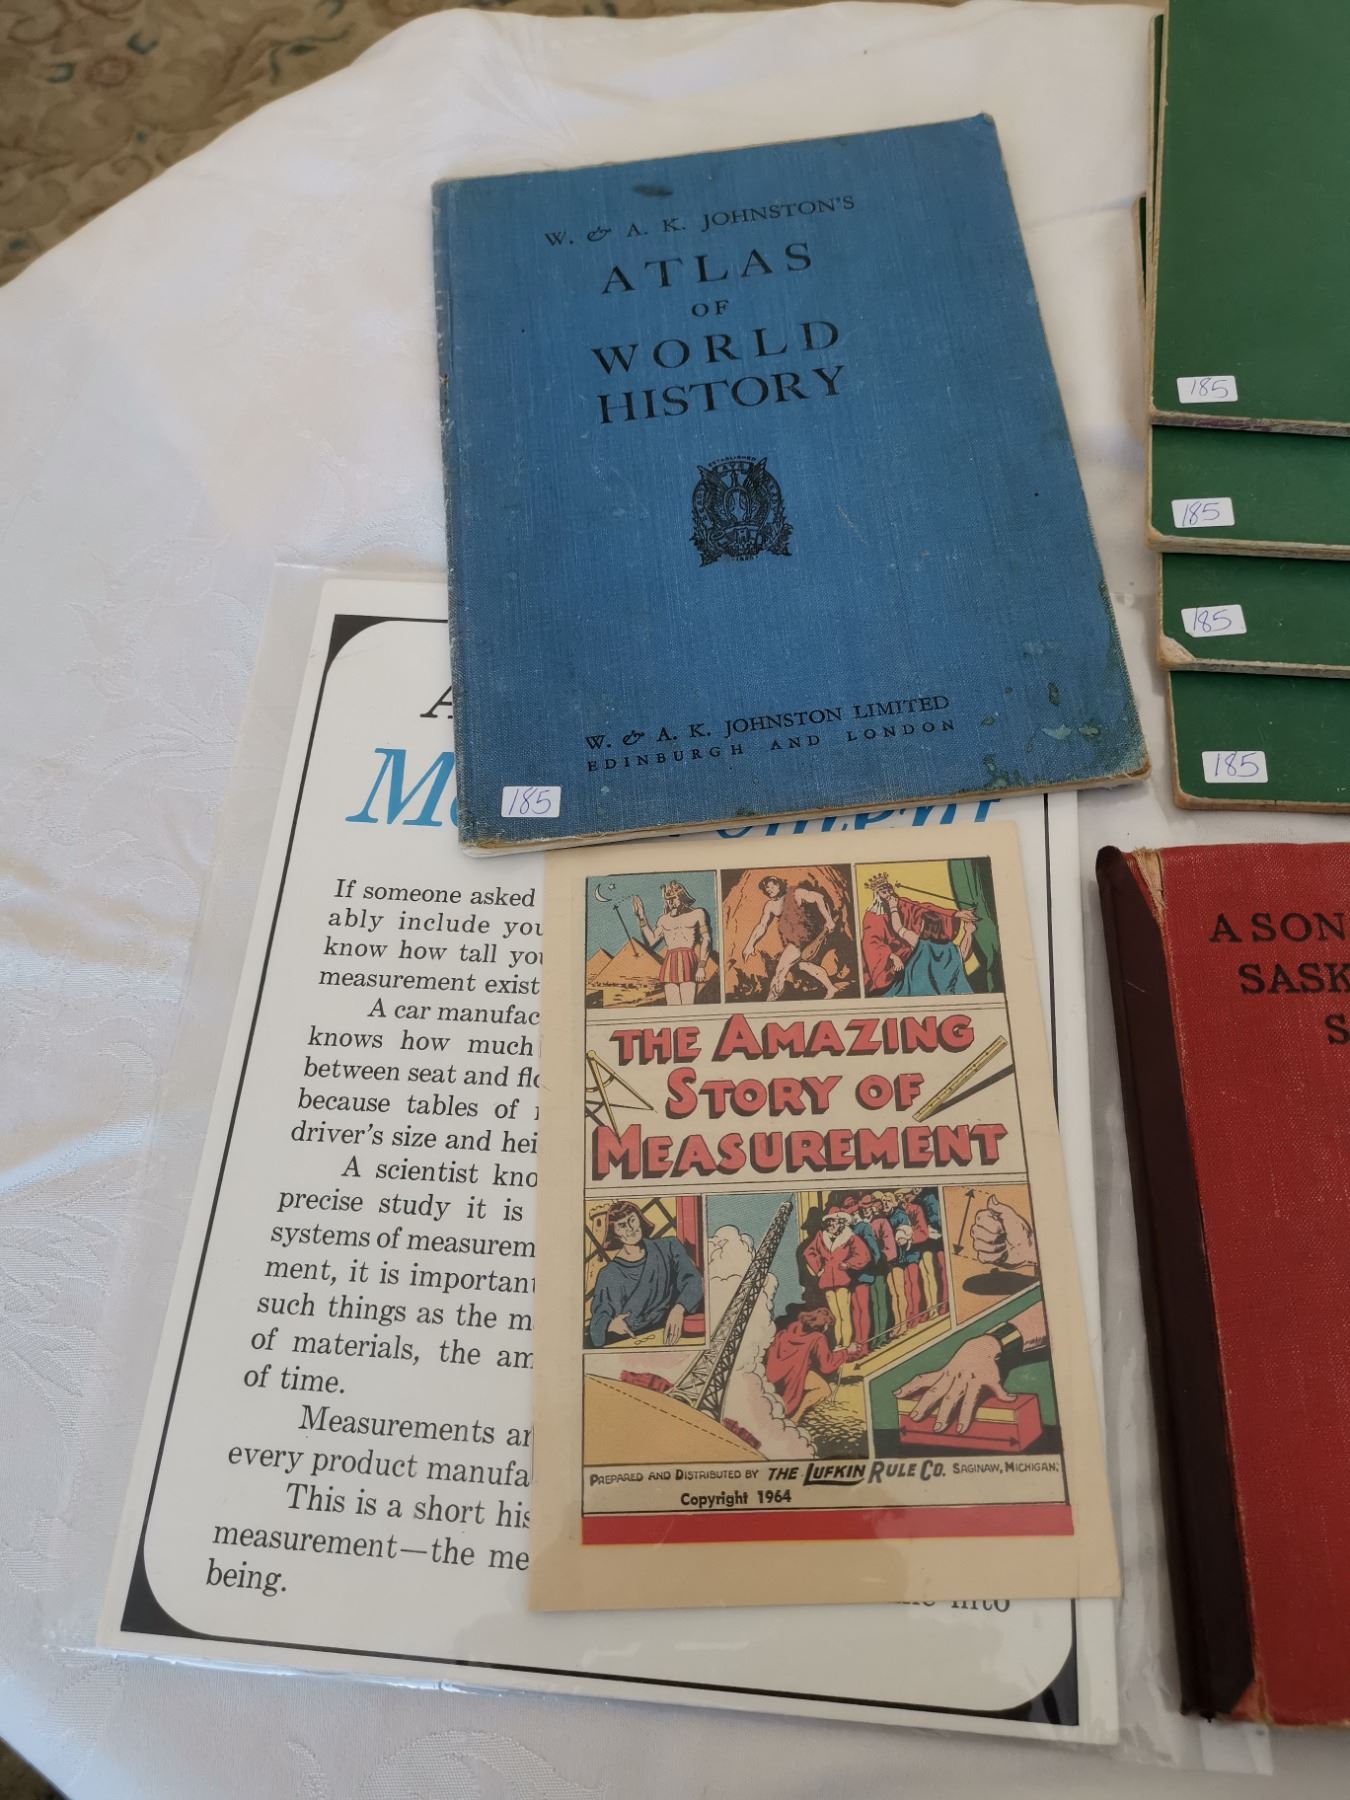 W. & A. K. JOHNSTON'S
ATLAS
OF
WORLD
HISTORY
ESTABLISHED
W. & A. K. JOHNSTON LIMITED
EDINBURGH AND LONDON
185
185
185
185
185
If someone asked
ably include you
know how tall you
measurement exist
A car manufac
knows how much
between seat and flo
because tables of
driver's size and hei
A scientist kno
precise study it is
systems of measurem
ment, it is important
such things as the m
of materials, the am
of time.
Measurements ar
every product manufa
This is a short his
measurement—the me
being.
into
THE AMAZING
STORY OF
MEASUREMENT
PREPARED AND DISTRIBUTED BY THE LUFKIN RULE CO. SAGINAW, MICHIGAN.
Copyright 1964
A SON
SASK
S